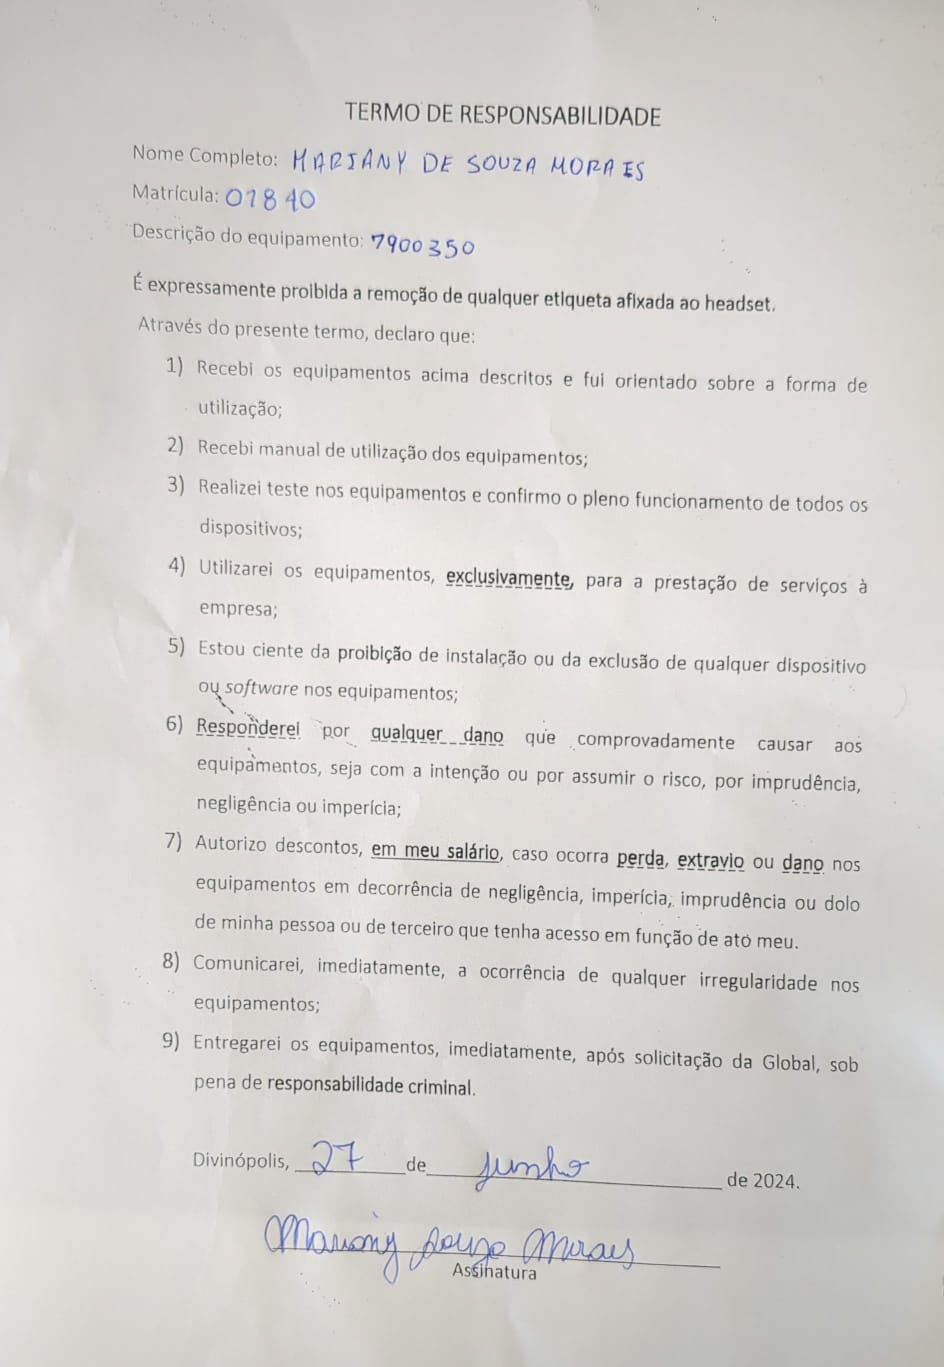 TERMO DE RESPONSABILIDADE
Nome Completo: MARIANY DE SOUZA MORAES
Matrícula: 01840
Descrição do equipamento: 7900350
É expressamente proibida a remoção de qualquer etiqueta afixada ao headset.
Através do presente termo, declaro que:
1) Recebi os equipamentos acima descritos e fui orientado sobre a forma de
utilização;
2) Recebi manual de utilização dos equipamentos;
3) Realizei teste nos equipamentos e confirmo o pleno funcionamento de todos os
dispositivos;
4) Utilizarei os equipamentos, exclusivamente, para a prestação de serviços à
empresa;
5) Estou ciente da proibição de instalação ou da exclusão de qualquer dispositivo
ou software nos equipamentos;
6) Responderei por qualquer dano que comprovadamente causar aos
equipamentos, seja com a intenção ou por assumir o risco, por imprudência,
negligência ou imperícia;
7) Autorizo descontos, em meu salário, caso ocorra perda, extravio ou dano nos
equipamentos em decorrência de negligência, imperícia, imprudência ou dolo
de minha pessoa ou de terceiro que tenha acesso em função de ato meu.
8) Comunicarei, imediatamente, a ocorrência de qualquer irregularidade nos
equipamentos;
9) Entregarei os equipamentos, imediatamente, após solicitação da Global, sob
pena de responsabilidade criminal.
Divinópolis, 27 de junho de 2024.
Mariany Souza Moraes
Assinatura